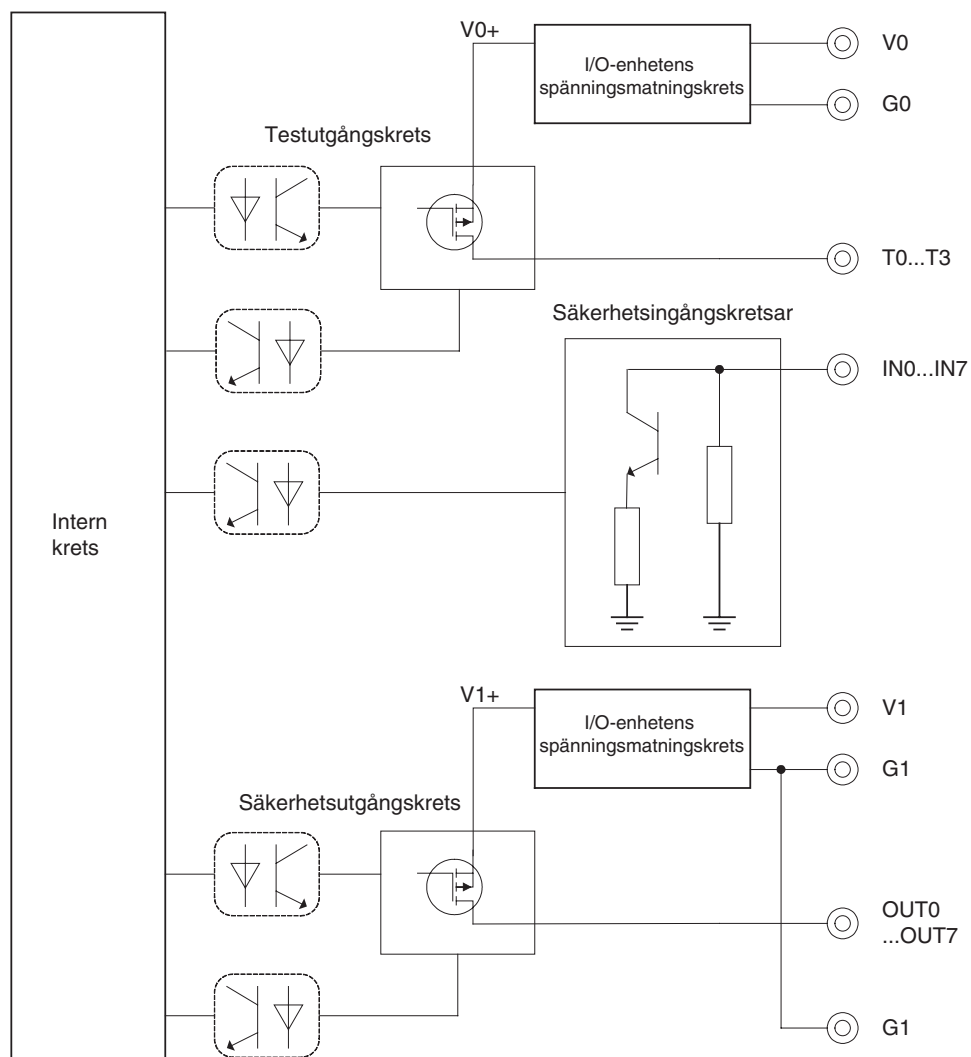 V0+
I/O-enhetens
spänningsmatningskrets
V0
G0
Testutgångskrets
T0...T3
Säkerhetsingångskretsar
IN0...IN7
Intern
krets
V1+
I/O-enhetens
spänningsmatningskrets
V1
G1
Säkerhetsutgångskrets
OUT0
...OUT7
G1